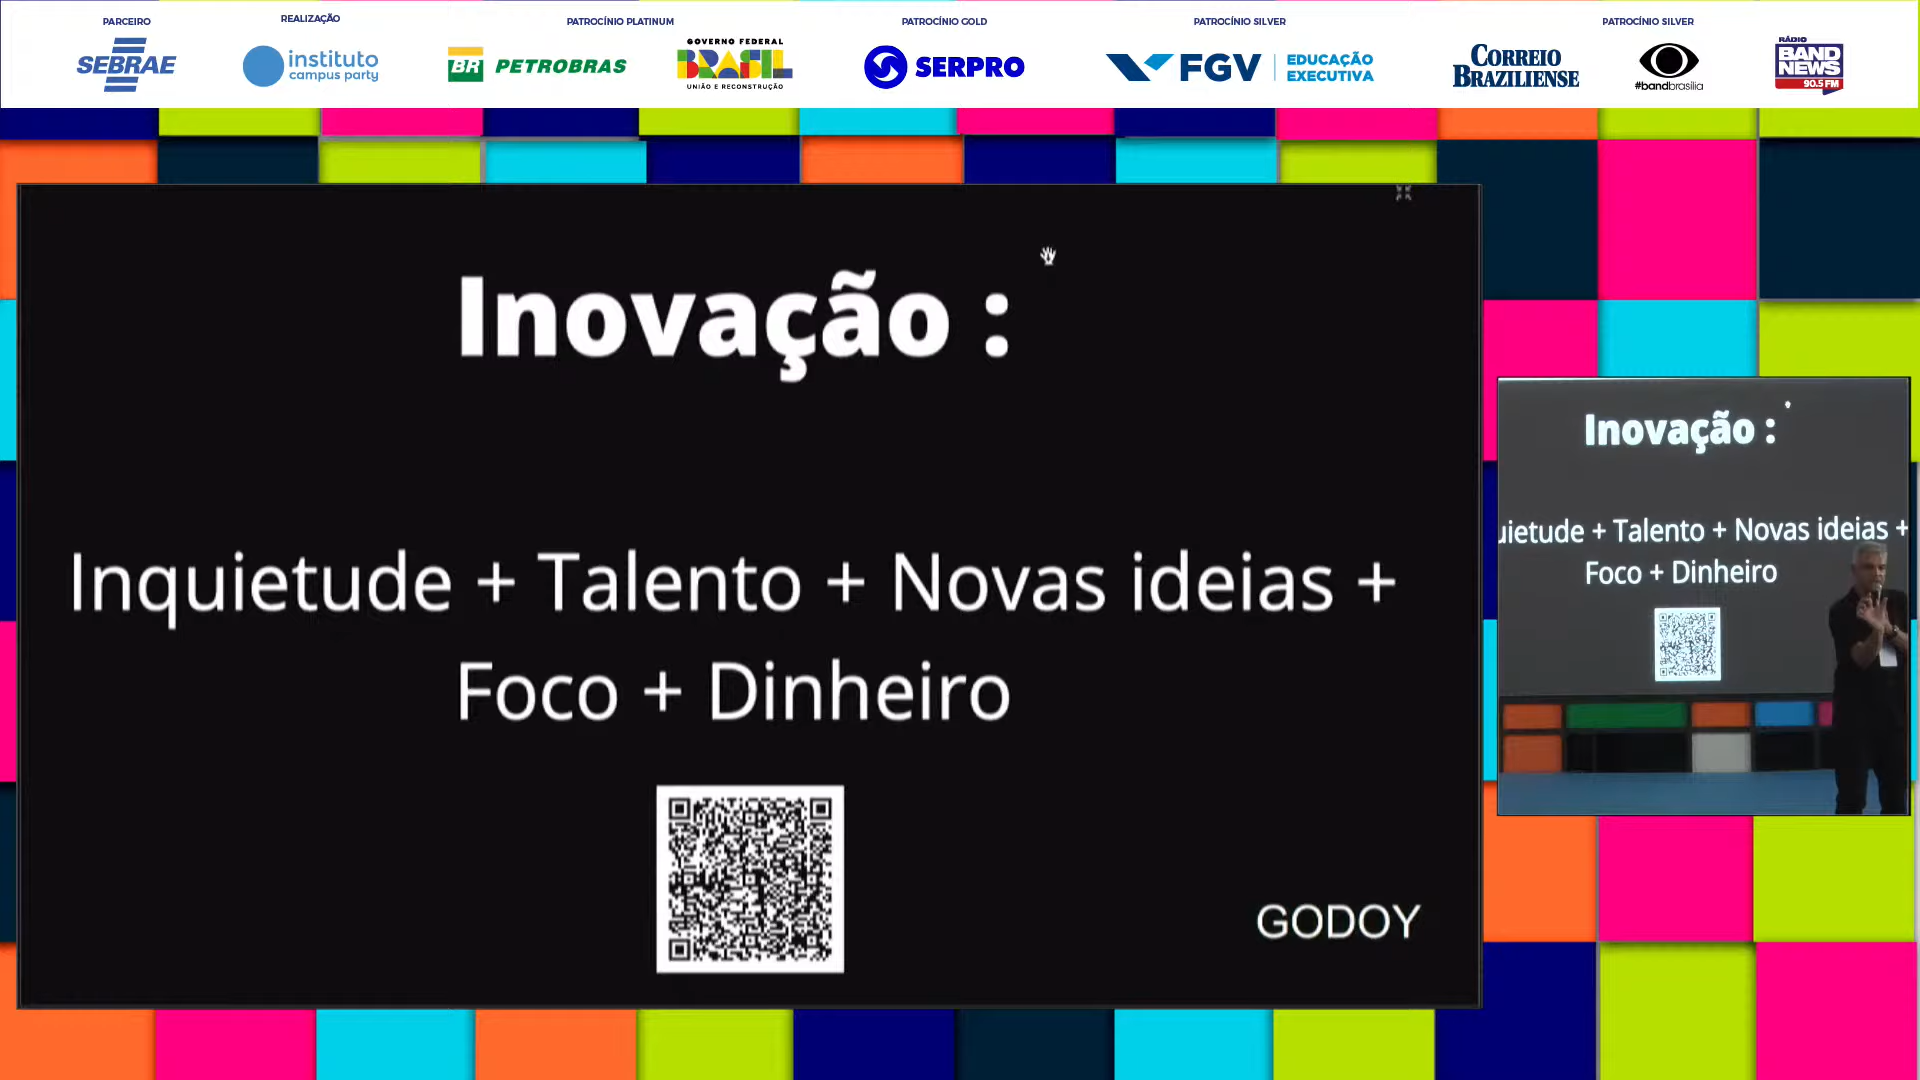 PARCEIRO
REALIZAÇÃO
PATROCÍNIO PLATINUM
PATROCÍNIO GOLD
PATROCÍNIO SILVER
PATROCÍNIO SILVER
SEBRAE
instituto
campus party
BR PETROBRAS
GOVERNO FEDERAL
BRASIL
UNIÃO E RECONSTRUÇÃO
SERPRO
FGV
EDUCAÇÃO
EXECUTIVA
CORREIO
BRAZILIENSE
#bandbrasília
RÁDIO
BAND
NEWS
90.5 FM
Inovação :
Inquietude + Talento + Novas ideias +
Foco + Dinheiro
GODOY
Inovação :
uietude + Talento + Novas ideias +
Foco + Dinheiro